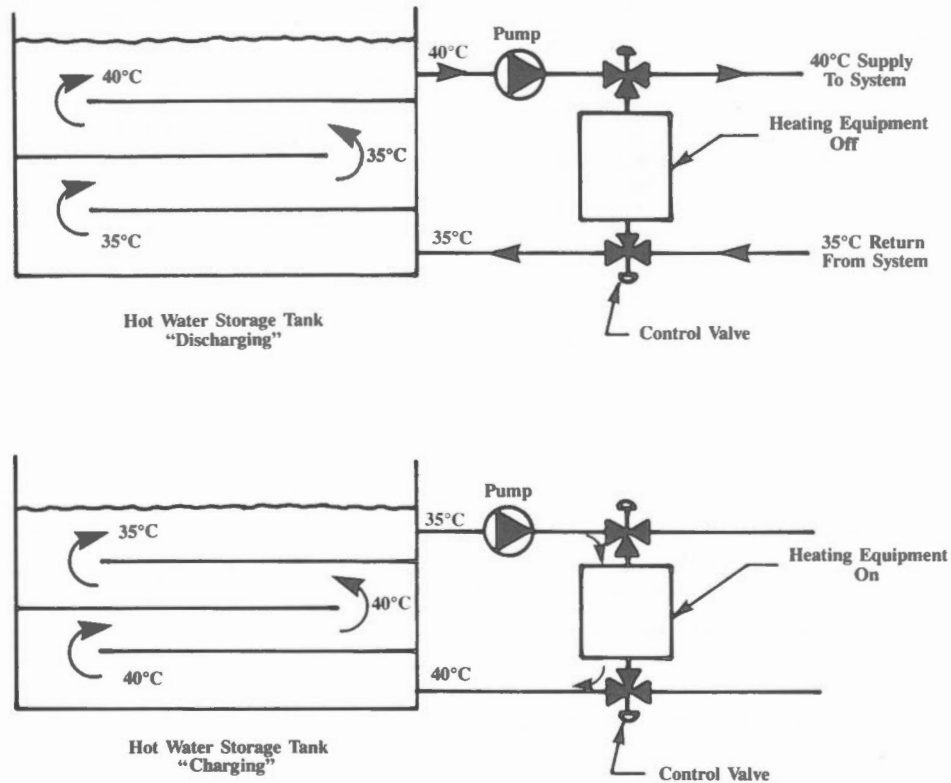 Pump
40°C
40°C
40°C Supply
To System
Heating Equipment
Off
35°C
35°C
35°C
35°C Return
From System
Hot Water Storage Tank
“Discharging”
Control Valve
Pump
35°C
35°C
Heating Equipment
On
40°C
40°C
40°C
Hot Water Storage Tank
“Charging”
Control Valve